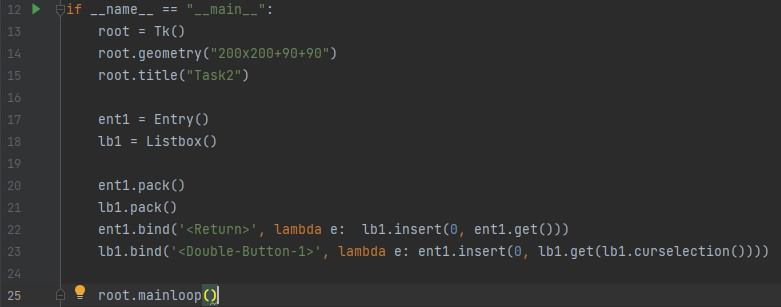 12 if __name__ == "__main__":
13     root = Tk()
14     root.geometry("200x200+90+90")
15     root.title("Task2")
16
17     ent1 = Entry()
18     lb1 = Listbox()
19
20     ent1.pack()
21     lb1.pack()
22     ent1.bind('<Return>', lambda e:  lb1.insert(0, ent1.get()))
23     lb1.bind('<Double-Button-1>', lambda e: ent1.insert(0, lb1.get(lb1.curselection())))
24
25     root.mainloop()